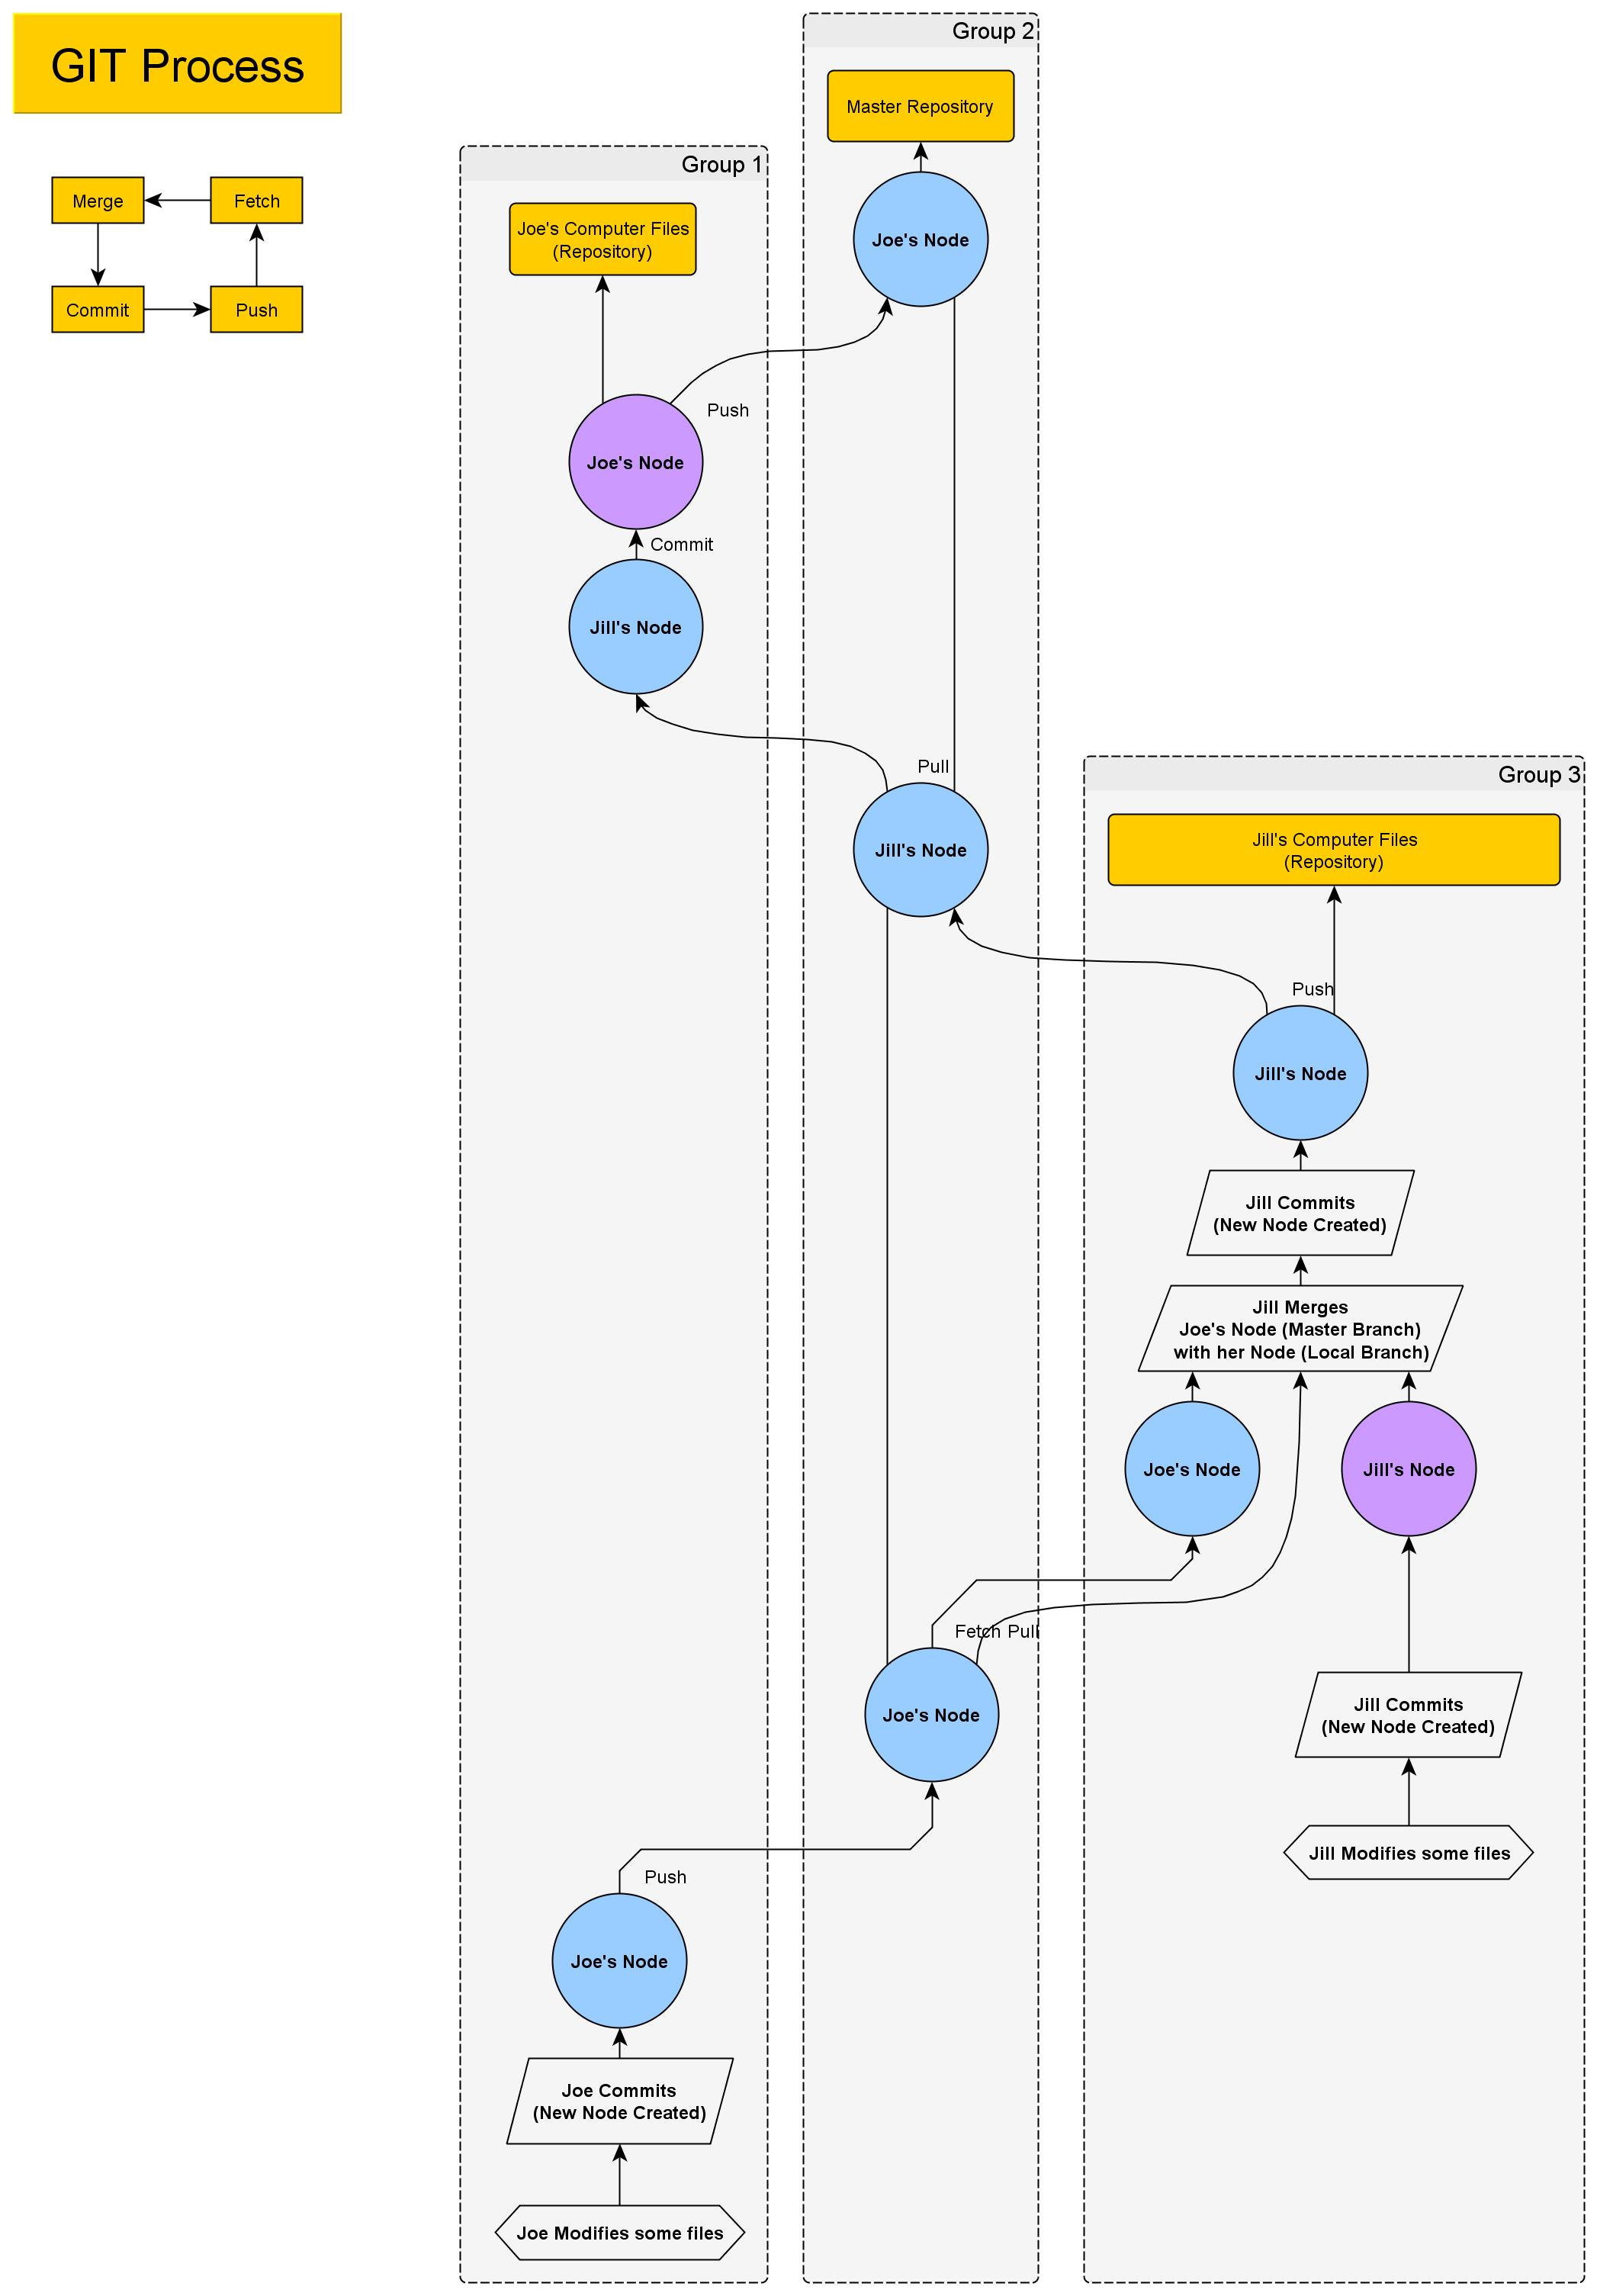 GIT Process
Merge
Fetch
Commit
Push
Group 1
Joe's Computer Files
(Repository)
Joe's Node
Push
Commit
Jill's Node
Push
Joe's Node
Joe Commits
(New Node Created)
Joe Modifies some files
Group 2
Master Repository
Joe's Node
Pull
Jill's Node
Fetch
Pull
Joe's Node
Group 3
Jill's Computer Files
(Repository)
Push
Jill's Node
Jill Commits
(New Node Created)
Jill Merges
Joe's Node (Master Branch)
with her Node (Local Branch)
Joe's Node
Jill's Node
Jill Commits
(New Node Created)
Jill Modifies some files